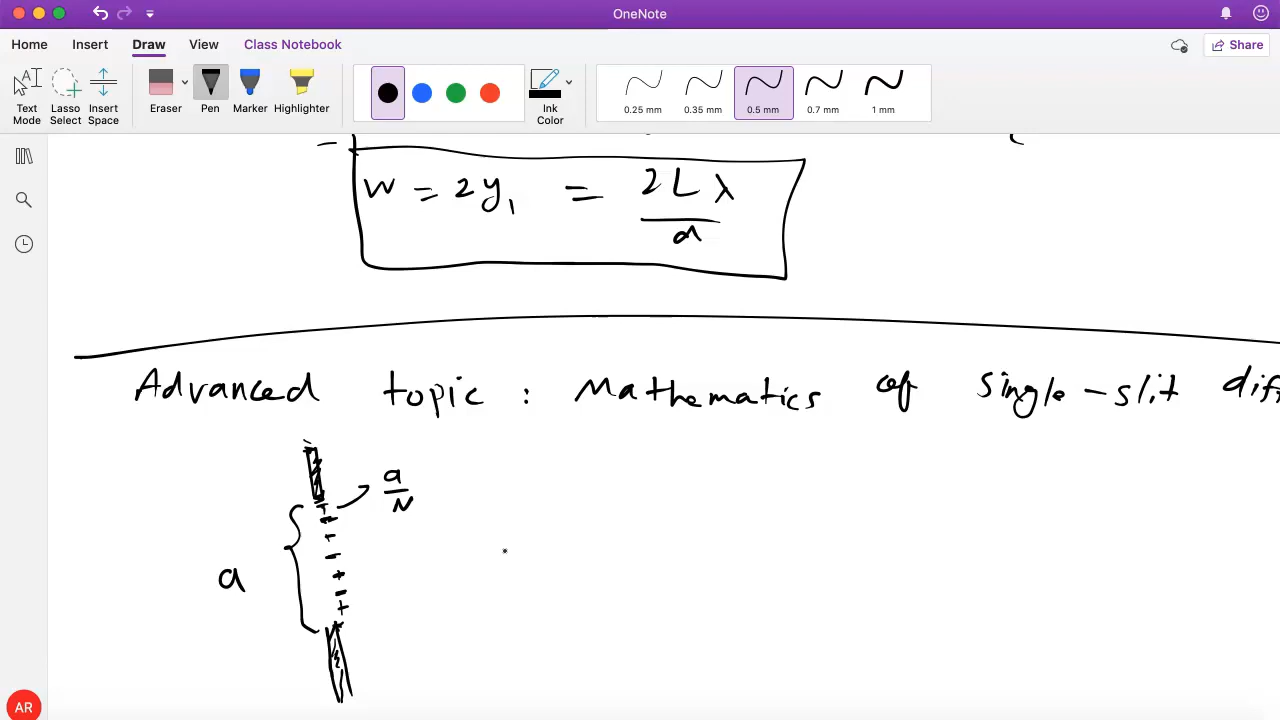 OneNote
Home Insert Draw View Class Notebook Share
Text Mode
Lasso Select
Insert Space
Eraser
Pen
Marker
Highlighter
Ink Color
0.25 mm
0.35 mm
0.5 mm
0.7 mm
1 mm
W = 2y₁ = 2Lλ / a
Advanced topic : Mathematics of single-slit diff
a/N
a
AR